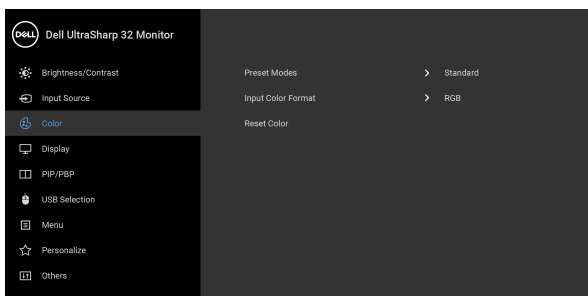 DELL Dell UltraSharp 32 Monitor
Brightness/Contrast
Input Source
Color
Display
PIP/PBP
USB Selection
Menu
Personalize
Others
Preset Modes > Standard
Input Color Format > RGB
Reset Color